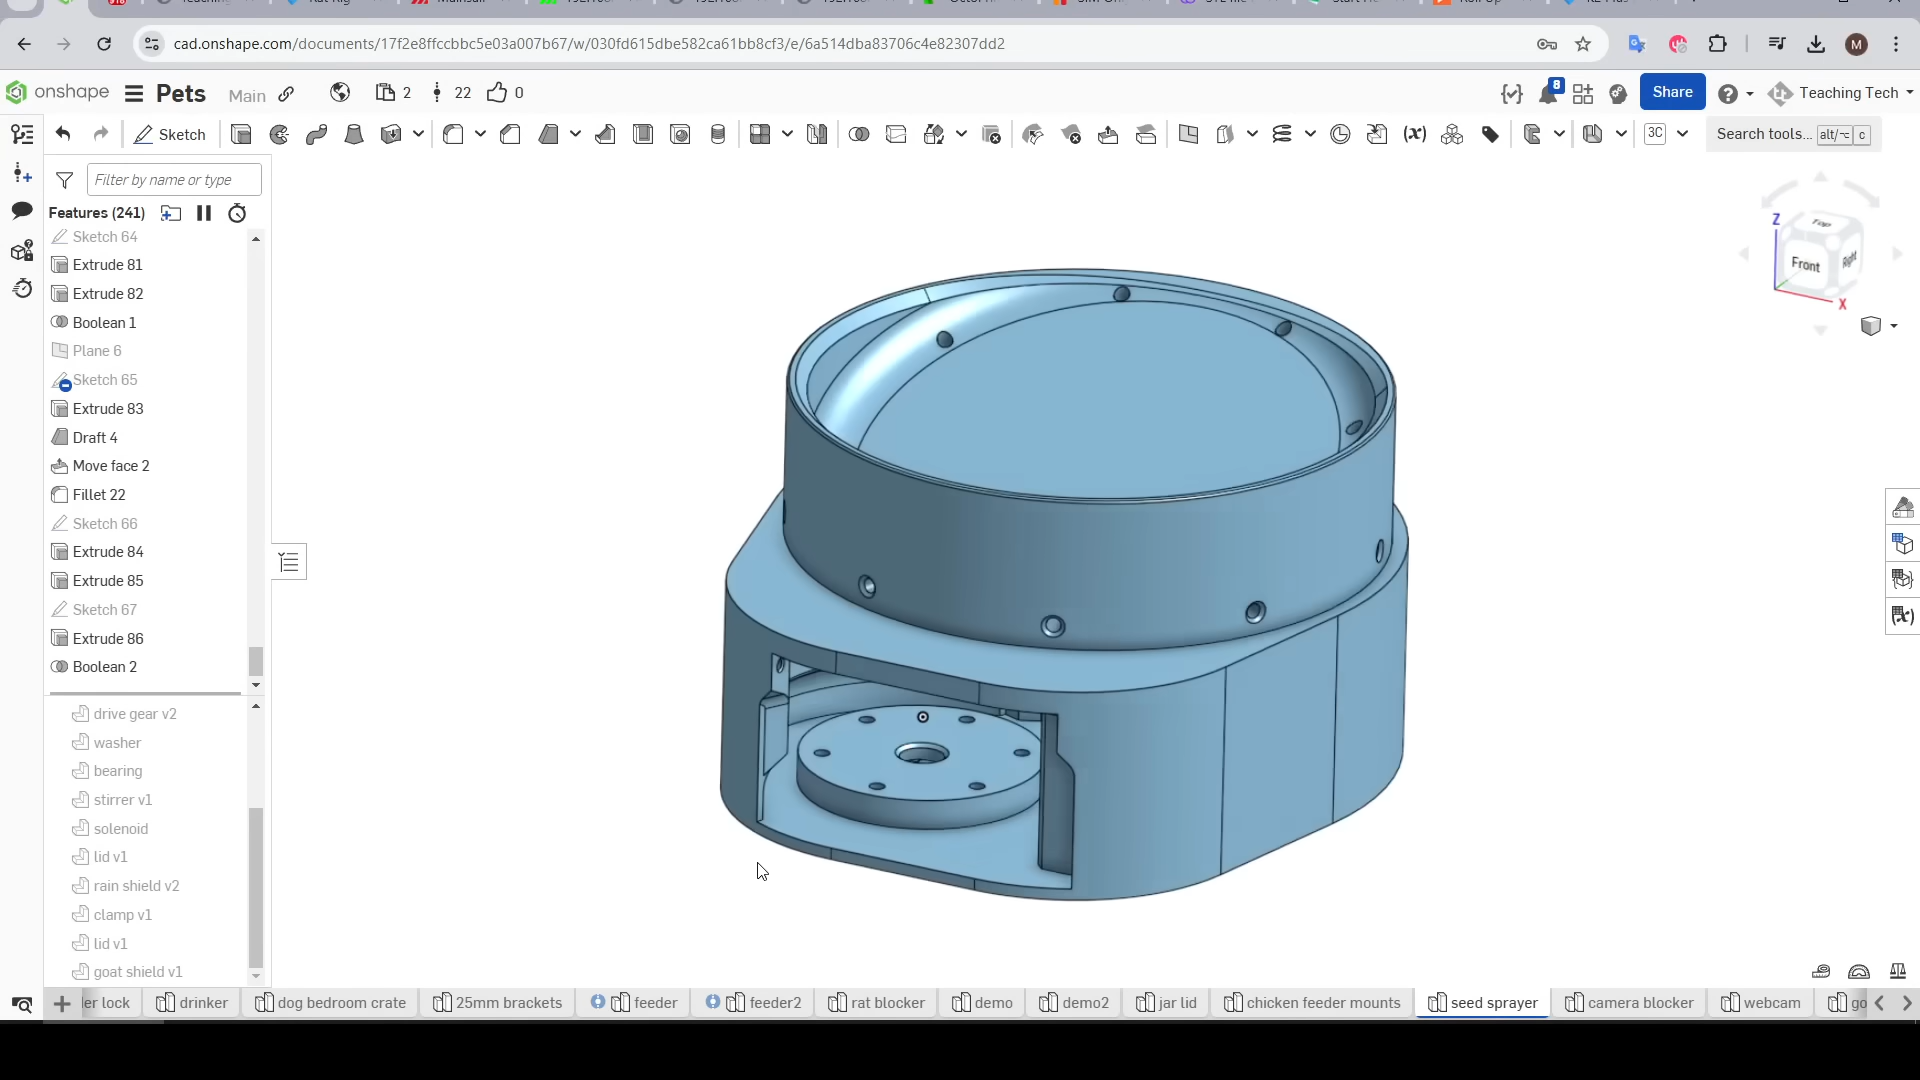 cad.onshape.com/documents/17f2e8ffccbbc5e03a007b67/w/030fd615dbe582ca61bb8cf3/e/6a514dba83706c4e82307dd2
M
onshape
Pets
Main
2
22
0
8
Share
Teaching Tech
Sketch
3C
Search tools... alt/⌥ c
Filter by name or type
Features (241)
Sketch 64
Extrude 81
Extrude 82
Boolean 1
Plane 6
Sketch 65
Extrude 83
Draft 4
Move face 2
Fillet 22
Sketch 66
Extrude 84
Extrude 85
Sketch 67
Extrude 86
Boolean 2
drive gear v2
washer
bearing
stirrer v1
solenoid
lid v1
rain shield v2
clamp v1
lid v1
goat shield v1
Z
Top
Front
Right
X
er lock
drinker
dog bedroom crate
25mm brackets
feeder
feeder2
rat blocker
demo
demo2
jar lid
chicken feeder mounts
seed sprayer
camera blocker
webcam
go